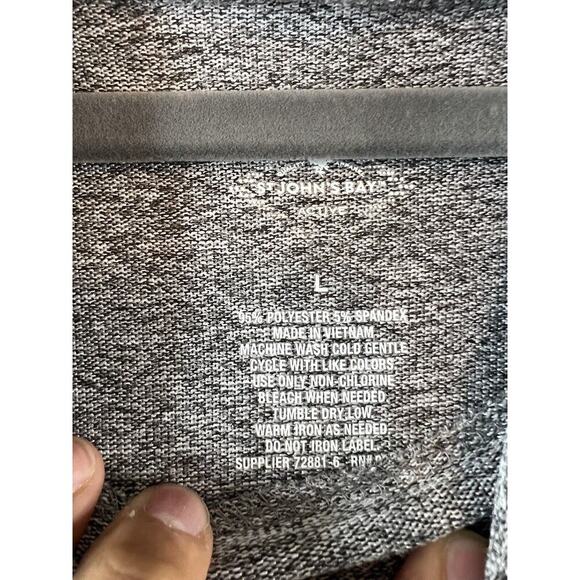 ST JOHN'S BAY
ACTIVE
L
95% POLYESTER 5% SPANDEX
MADE IN VIETNAM
MACHINE WASH COLD GENTLE
CYCLE WITH LIKE COLORS.
USE ONLY NON-CHLORINE
BLEACH WHEN NEEDED.
TUMBLE DRY LOW.
WARM IRON AS NEEDED.
DO NOT IRON LABEL.
SUPPLIER 72881-6 RN#